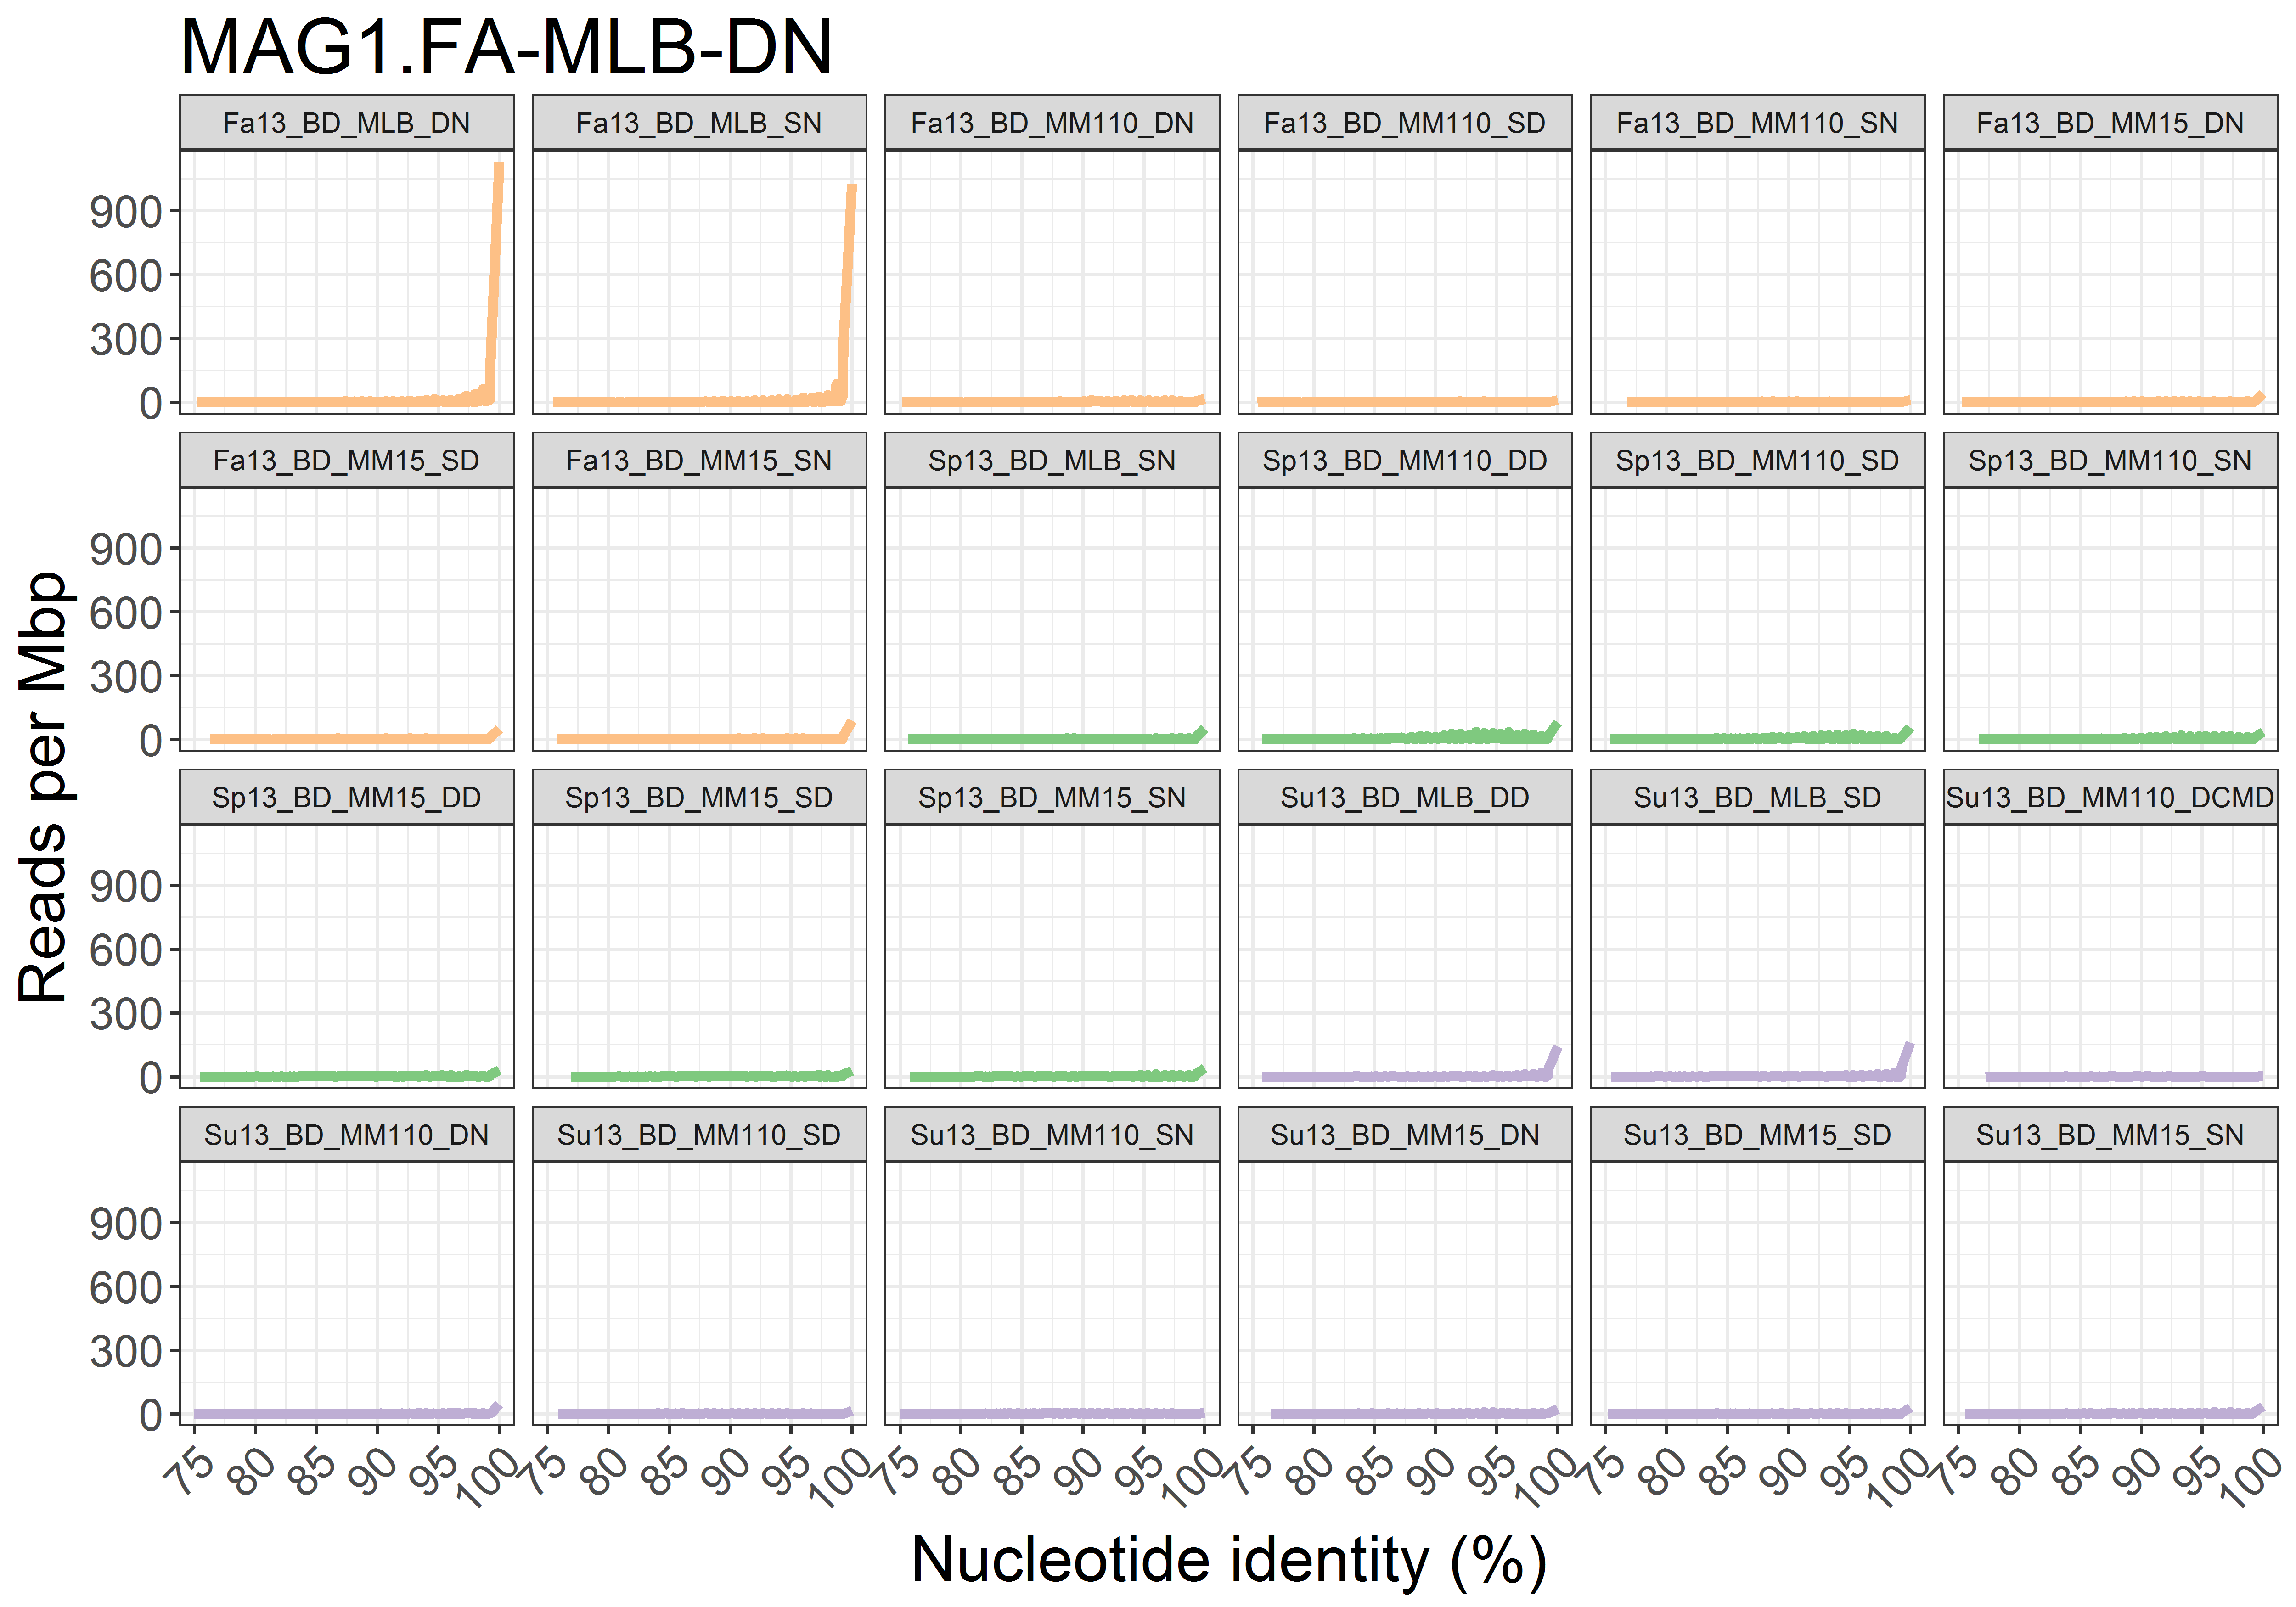 MAG1.FA-MLB-DN
Fa13_BD_MLB_DN
Fa13_BD_MLB_SN
Fa13_BD_MM110_DN
Fa13_BD_MM110_SD
Fa13_BD_MM110_SN
Fa13_BD_MM15_DN
900
600
300
0
Fa13_BD_MM15_SD
Fa13_BD_MM15_SN
Sp13_BD_MLB_SN
Sp13_BD_MM110_DD
Sp13_BD_MM110_SD
Sp13_BD_MM110_SN
900
600
300
0
Reads per Mbp
Sp13_BD_MM15_DD
Sp13_BD_MM15_SD
Sp13_BD_MM15_SN
Su13_BD_MLB_DD
Su13_BD_MLB_SD
Su13_BD_MM110_DCMD
900
600
300
0
Su13_BD_MM110_DN
Su13_BD_MM110_SD
Su13_BD_MM110_SN
Su13_BD_MM15_DN
Su13_BD_MM15_SD
Su13_BD_MM15_SN
900
600
300
0
75 80 85 90 95 100
75 80 85 90 95 100
75 80 85 90 95 100
75 80 85 90 95 100
75 80 85 90 95 100
75 80 85 90 95 100
Nucleotide identity (%)